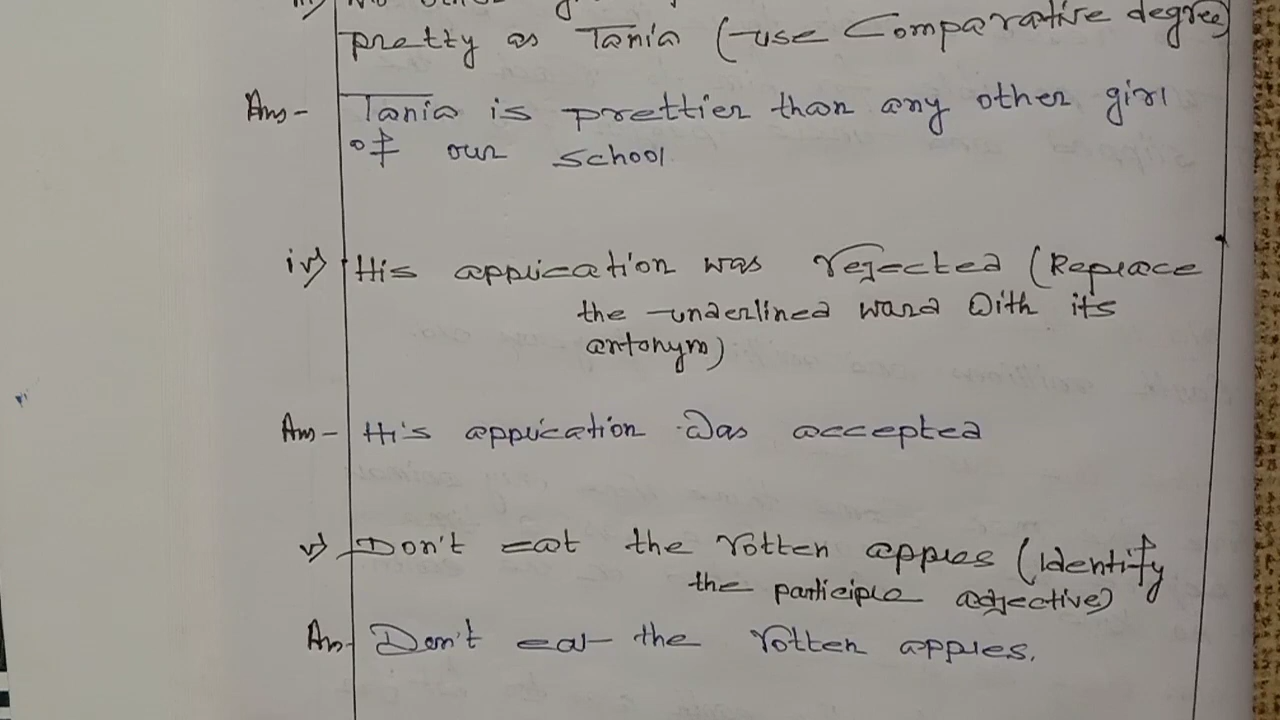 pretty as Tania (use Comparative degree)
Ans- Tania is prettier than any other girl
of our school
iv) His application was rejected (Replace
the underlined word with its
antonym)
Ans- His application was accepted
v) Don't eat the rotten apples (Identify
the participle adjective)
An- Don't eat the rotten apples.